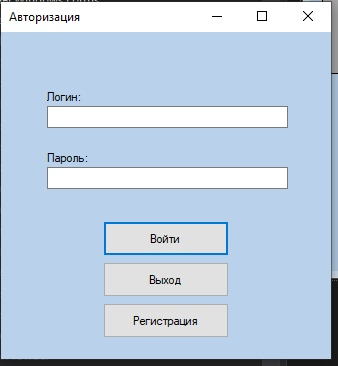 Авторизация
Логин:
Пароль:
Войти
Выход
Регистрация